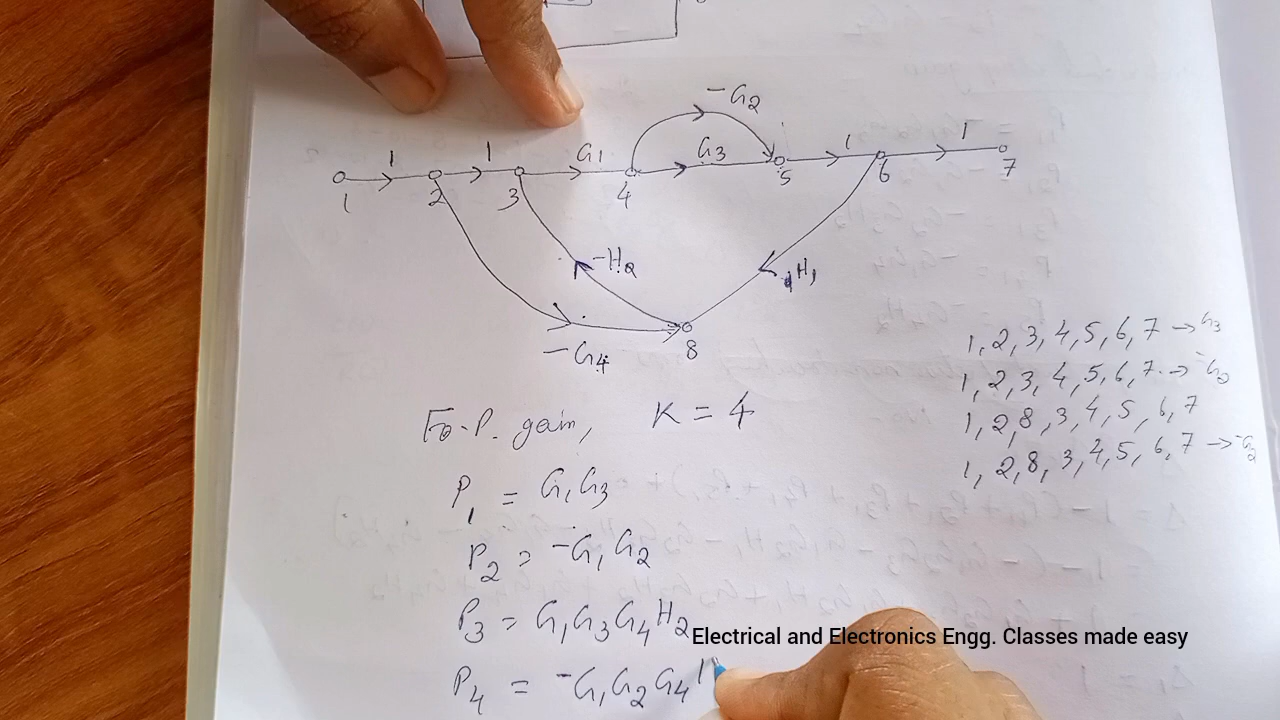 -G2
1 1 G1 G3 1 1
1 2 3 4 5 6 7
-H2 H1
-G4 8
1, 2, 3, 4, 5, 6, 7 → G3
1, 2, 3, 4, 5, 6, 7 → -G2
1, 2, 8, 3, 4, 5, 6, 7
1, 2, 8, 3, 4, 5, 6, 7 → -G2
Fo.P. gain, K = 4
P1 = G1G3
P2 = -G1G2
P3 = G1G3G4H2
Electrical and Electronics Engg. Classes made easy
P4 = -G1G2G4